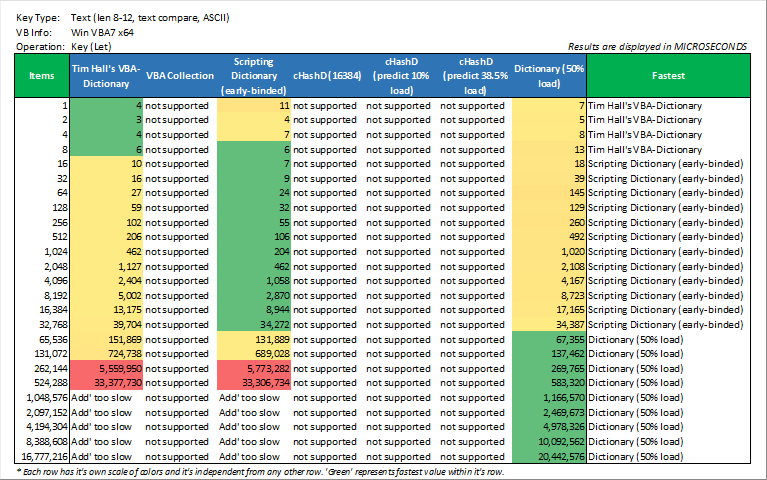 Key Type: Text (len 8-12, text compare, ASCII)
VB Info: Win VBA7 x64
Operation: Key (Let) Results are displayed in MICROSECONDS
Items Tim Hall's VBA-Dictionary VBA Collection Scripting Dictionary (early-binded) cHashD (16384) cHashD (predict 10% load) cHashD (predict 38.5% load) Dictionary (50% load) Fastest
1 4 not supported 11 not supported not supported not supported 7 Tim Hall's VBA-Dictionary
2 3 not supported 4 not supported not supported not supported 5 Tim Hall's VBA-Dictionary
4 4 not supported 7 not supported not supported not supported 8 Tim Hall's VBA-Dictionary
8 6 not supported 6 not supported not supported not supported 13 Tim Hall's VBA-Dictionary
16 10 not supported 7 not supported not supported not supported 18 Scripting Dictionary (early-binded)
32 16 not supported 9 not supported not supported not supported 39 Scripting Dictionary (early-binded)
64 27 not supported 24 not supported not supported not supported 145 Scripting Dictionary (early-binded)
128 59 not supported 32 not supported not supported not supported 129 Scripting Dictionary (early-binded)
256 102 not supported 55 not supported not supported not supported 260 Scripting Dictionary (early-binded)
512 206 not supported 106 not supported not supported not supported 492 Scripting Dictionary (early-binded)
1,024 462 not supported 204 not supported not supported not supported 1,020 Scripting Dictionary (early-binded)
2,048 1,127 not supported 462 not supported not supported not supported 2,108 Scripting Dictionary (early-binded)
4,096 2,404 not supported 1,058 not supported not supported not supported 4,167 Scripting Dictionary (early-binded)
8,192 5,002 not supported 2,870 not supported not supported not supported 8,723 Scripting Dictionary (early-binded)
16,384 13,175 not supported 8,944 not supported not supported not supported 17,165 Scripting Dictionary (early-binded)
32,768 39,704 not supported 34,272 not supported not supported not supported 34,387 Scripting Dictionary (early-binded)
65,536 151,869 not supported 131,889 not supported not supported not supported 67,355 Dictionary (50% load)
131,072 724,738 not supported 689,028 not supported not supported not supported 137,462 Dictionary (50% load)
262,144 5,559,950 not supported 5,773,282 not supported not supported not supported 269,765 Dictionary (50% load)
524,288 33,377,730 not supported 33,306,734 not supported not supported not supported 583,320 Dictionary (50% load)
1,048,576 Add' too slow not supported Add' too slow not supported not supported not supported 1,166,570 Dictionary (50% load)
2,097,152 Add' too slow not supported Add' too slow not supported not supported not supported 2,469,673 Dictionary (50% load)
4,194,304 Add' too slow not supported Add' too slow not supported not supported not supported 4,978,326 Dictionary (50% load)
8,388,608 Add' too slow not supported Add' too slow not supported not supported not supported 10,092,562 Dictionary (50% load)
16,777,216 Add' too slow not supported Add' too slow not supported not supported not supported 20,442,576 Dictionary (50% load)
* Each row has it's own scale of colors and it's independent from any other row. 'Green' represents fastest value within it's row.